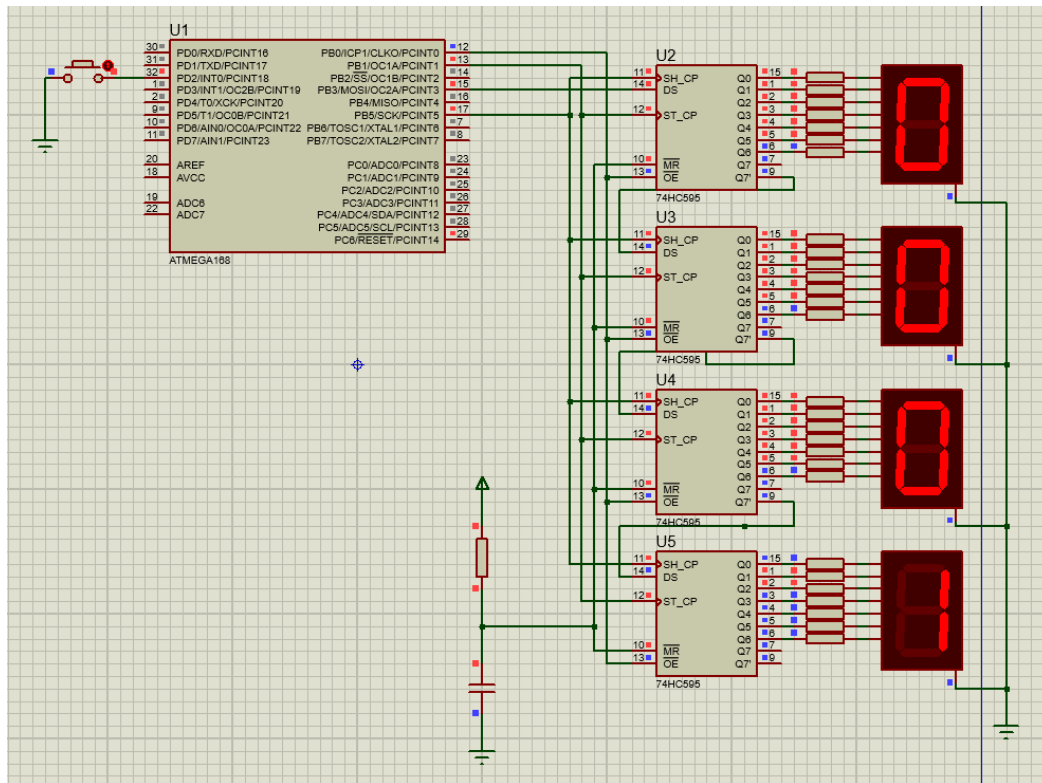 U1
30 PD0/RXD/PCINT16 PB0/ICP1/CLKO/PCINT0 12
31 PD1/TXD/PCINT17 PB1/OC1A/PCINT1 13
32 PD2/INT0/PCINT18 PB2/SS/OC1B/PCINT2 14
1 PD3/INT1/OC2B/PCINT19 PB3/MOSI/OC2A/PCINT3 15
2 PD4/T0/XCK/PCINT20 PB4/MISO/PCINT4 16
9 PD5/T1/OC0B/PCINT21 PB5/SCK/PCINT5 17
10 PD6/AIN0/OC0A/PCINT22 PB6/TOSC1/XTAL1/PCINT6 7
11 PD7/AIN1/PCINT23 PB7/TOSC2/XTAL2/PCINT7 8
20 AREF PC0/ADC0/PCINT8 23
18 AVCC PC1/ADC1/PCINT9 24
PC2/ADC2/PCINT10 25
19 ADC6 PC3/ADC3/PCINT11 26
22 ADC7 PC4/ADC4/SDA/PCINT12 27
PC5/ADC5/SCL/PCINT13 28
PC6/RESET/PCINT14 29
ATMEGA168
U2
11 SH_CP Q0 15
14 DS Q1 1
Q2 2
12 ST_CP Q3 3
Q4 4
Q5 5
Q6 6
10 MR Q7 7
13 OE Q7' 9
74HC595
0
U3
11 SH_CP Q0 15
14 DS Q1 1
Q2 2
12 ST_CP Q3 3
Q4 4
Q5 5
Q6 6
10 MR Q7 7
13 OE Q7' 9
74HC595
0
U4
11 SH_CP Q0 15
14 DS Q1 1
Q2 2
12 ST_CP Q3 3
Q4 4
Q5 5
Q6 6
10 MR Q7 7
13 OE Q7' 9
74HC595
0
U5
11 SH_CP Q0 15
14 DS Q1 1
Q2 2
12 ST_CP Q3 3
Q4 4
Q5 5
Q6 6
10 MR Q7 7
13 OE Q7' 9
74HC595
1